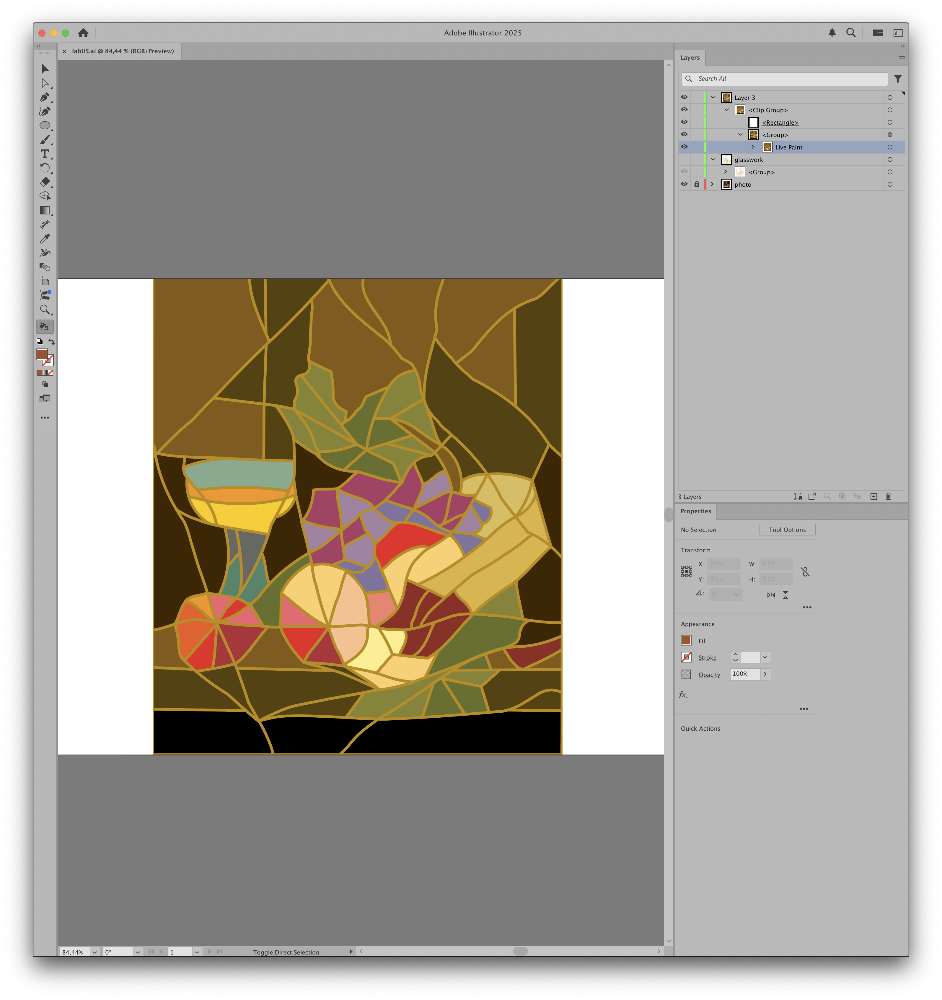 Adobe Illustrator 2025
lab05.ai @ 84,44 % (RGB/Preview)
Layers
Search All
Layer 3
<Clip Group>
<Rectangle>
<Group>
Live Paint
glasswork
<Group>
photo
3 Layers
Properties
No Selection
Tool Options
Transform
X: 0 px W: 0 px
Y: 0 px H: 0 px
0°
Appearance
Fill
Stroke
Opacity 100%
fx.
Quick Actions
84,44% 0° 1 Toggle Direct Selection